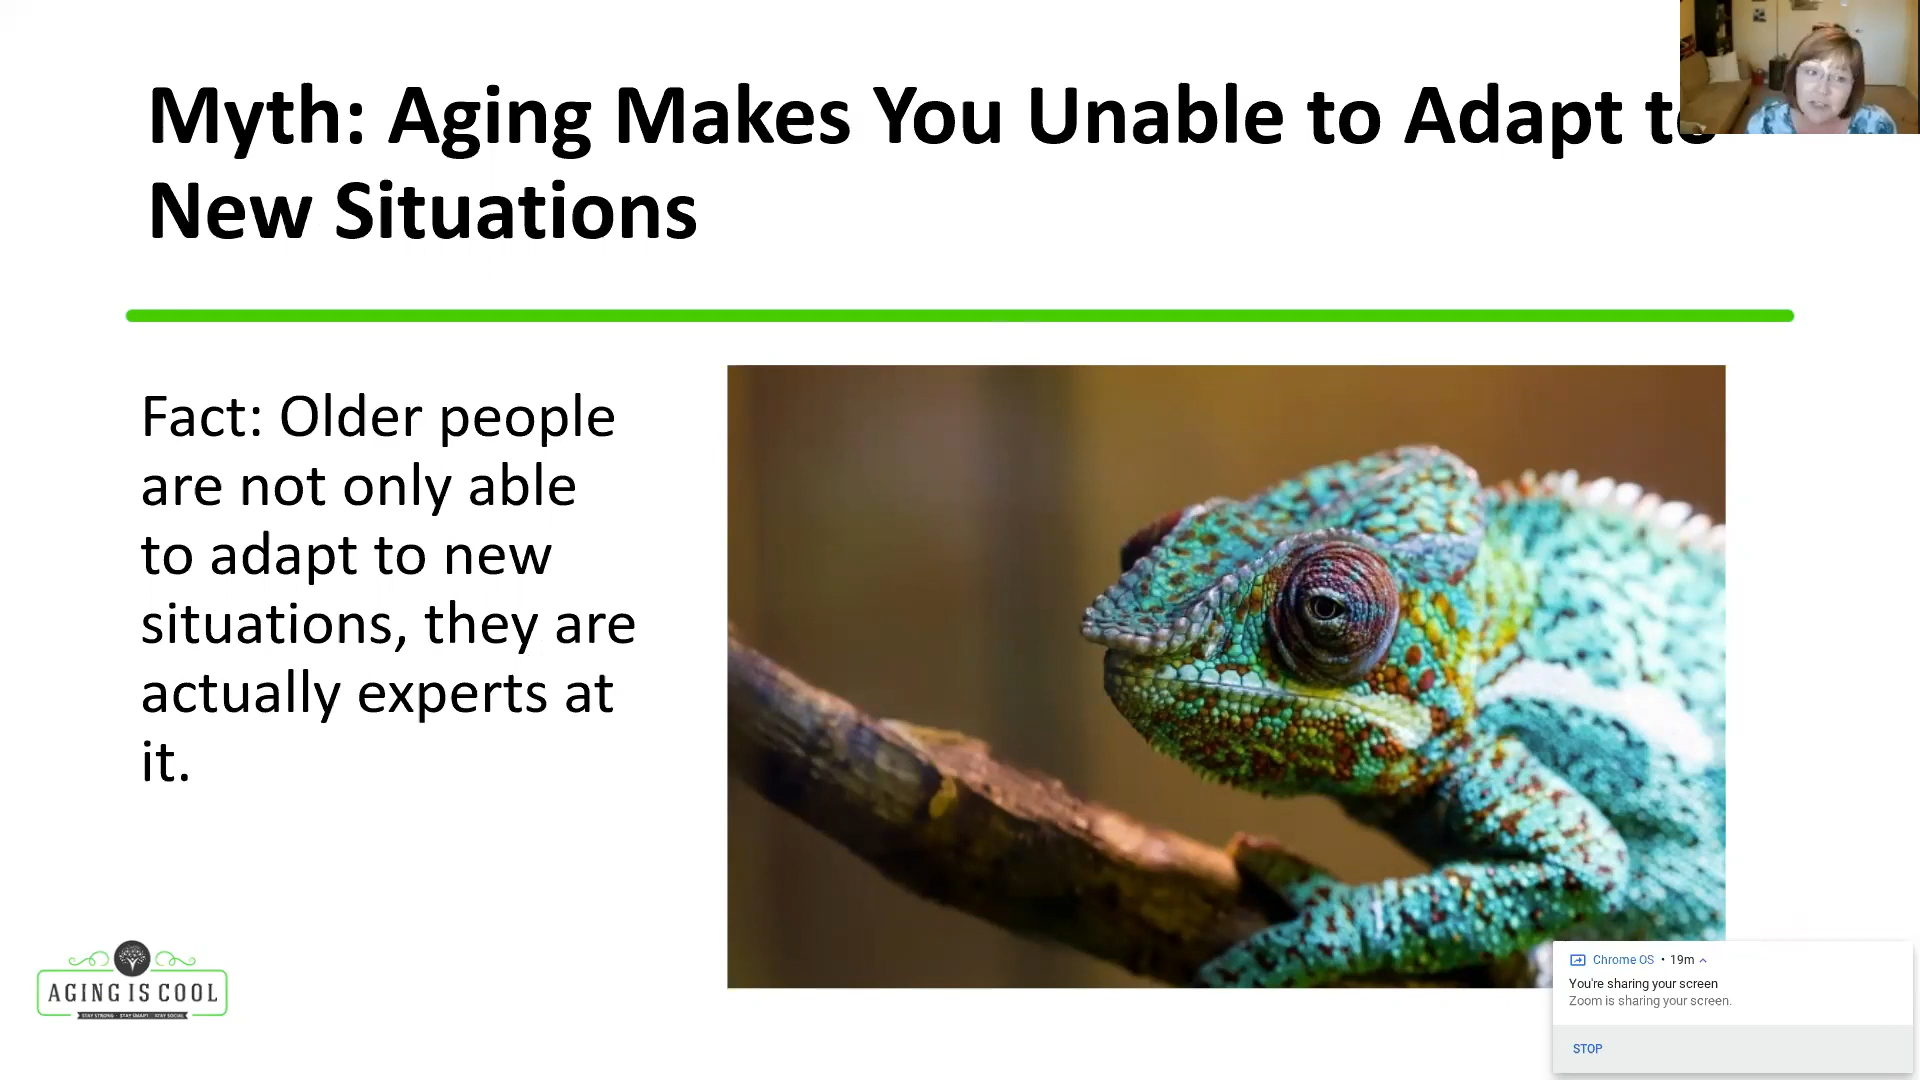 Myth: Aging Makes You Unable to Adapt to
New Situations
Fact: Older people
are not only able
to adapt to new
situations, they are
actually experts at
it.
AGING IS COOL
STAY STRONG · STAY SMART · STAY SOCIAL
Chrome OS • 19m
You're sharing your screen
Zoom is sharing your screen.
STOP